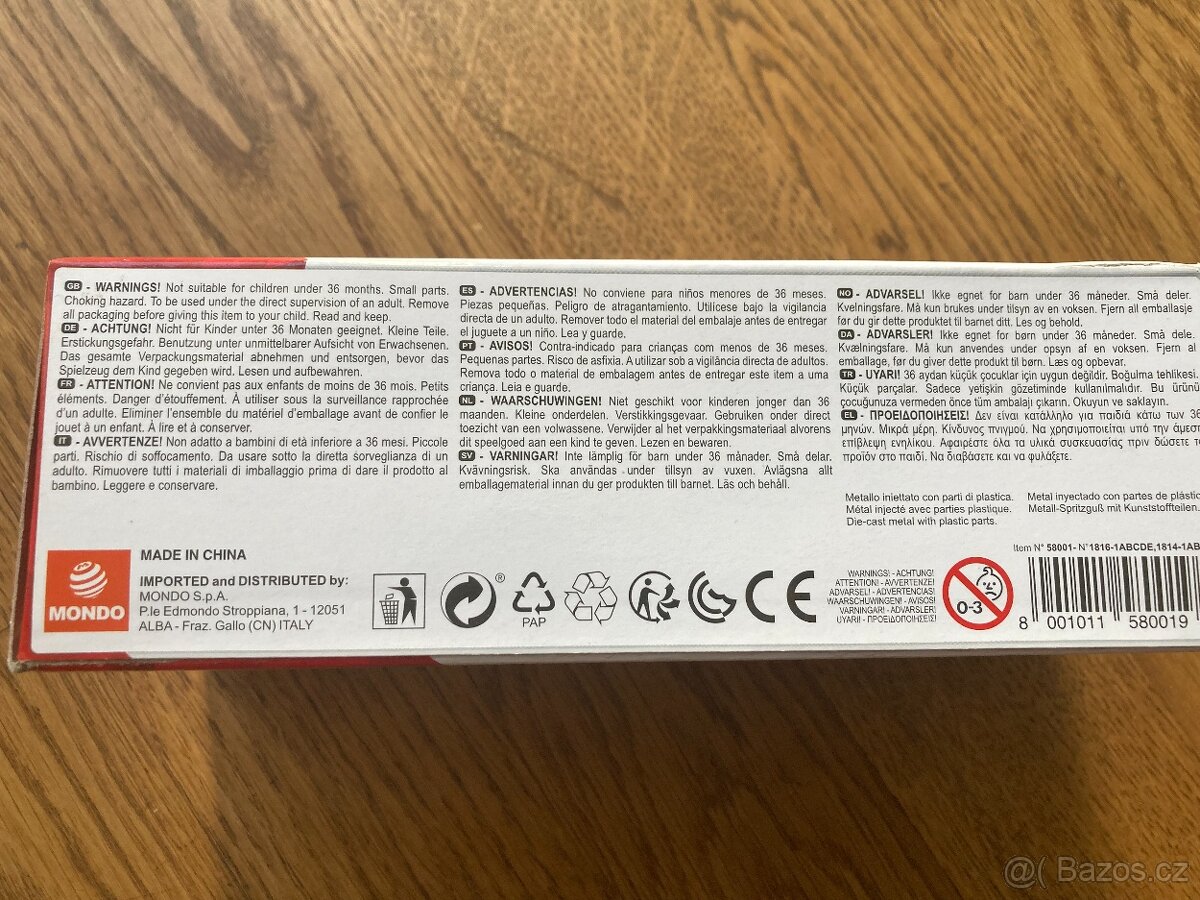 GB - WARNINGS! Not suitable for children under 36 months. Small parts.
Choking hazard. To be used under the direct supervision of an adult. Remove
all packaging before giving this item to your child. Read and keep.
DE - ACHTUNG! Nicht für Kinder unter 36 Monaten geeignet. Kleine Teile.
Erstickungsgefahr. Benutzung unter unmittelbarer Aufsicht von Erwachsenen.
Das gesamte Verpackungsmaterial abnehmen und entsorgen, bevor das
Spielzeug dem Kind gegeben wird. Lesen und aufbewahren.
FR - ATTENTION! Ne convient pas aux enfants de moins de 36 mois. Petits
éléments. Danger d'étouffement. À utiliser sous la surveillance rapprochée
d'un adulte. Eliminer l'ensemble du matériel d'emballage avant de confier le
jouet à un enfant. À lire et à conserver.
IT - AVVERTENZE! Non adatto a bambini di età inferiore a 36 mesi. Piccole
parti. Rischio di soffocamento. Da usare sotto la diretta sorveglianza di un
adulto. Rimuovere tutti i materiali di imballaggio prima di dare il prodotto al
bambino. Leggere e conservare.
ES - ADVERTENCIAS! No conviene para niños menores de 36 meses.
Piezas pequeñas. Peligro de atragantamiento. Utilícese bajo la vigilancia
directa de un adulto. Remover todo el material del embalaje antes de entregar
el juguete a un niño. Lea y guarde.
PT - AVISOS! Contra-indicado para crianças com menos de 36 meses.
Pequenas partes. Risco de asfixia. A utilizar sob a vigilância directa de adultos.
Remova todo o material de embalagem antes de entregar este item a uma
criança. Leia e guarde.
NL - WAARSCHUWINGEN! Niet geschikt voor kinderen jonger dan 36
maanden. Kleine onderdelen. Verstikkingsgevaar. Gebruiken onder direct
toezicht van een volwassene. Verwijder al het verpakkingsmateriaal alvorens
dit speelgoed aan een kind te geven. Lezen en bewaren.
SV - VARNINGAR! Inte lämplig för barn under 36 månader. Små delar.
Kvävningsrisk. Ska användas under tillsyn av vuxen. Avlägsna allt
emballagematerial innan du ger produkten till barnet. Läs och behåll.
NO - ADVARSEL! Ikke egnet for barn under 36 måneder. Små deler.
Kvelningsfare. Må kun brukes under tilsyn av en voksen. Fjern all emballasje
før du gir dette produktet til barnet ditt. Les og behold.
DA - ADVARSLER! Ikke egnet for børn under 36 måneder. Små dele.
Kvælningsfare. Må kun anvendes under opsyn af en voksen. Fjern al
emballage, før du giver dette produkt til børn. Læs og opbevar.
TR - UYARI! 36 aydan küçük çocuklar için uygun değildir. Boğulma tehlikesi.
Küçük parçalar. Sadece yetişkin gözetiminde kullanılmalıdır. Bu ürünü
çocuğunuza vermeden önce tüm ambalajı çıkarın. Okuyun ve saklayın.
EL - ΠΡΟΕΙΔΟΠΟΙΗΣΕΙΣ! Δεν είναι κατάλληλο για παιδιά κάτω των 36
μηνών. Μικρά μέρη. Κίνδυνος πνιγμού. Να χρησιμοποιείται υπό την άμεση
επίβλεψη ενηλίκου. Αφαιρέστε όλα τα υλικά συσκευασίας πριν δώσετε το
προϊόν στο παιδί. Να διαβάσετε και να φυλάξετε.
Metallo iniettato con parti di plastica. Metal inyectado con partes de plástic
Métal injecté avec parties plastique. Metall-Spritzguß mit Kunststoffteilen.
Die-cast metal with plastic parts.
MONDO
MADE IN CHINA
IMPORTED and DISTRIBUTED by:
MONDO S.p.A.
P.le Edmondo Stroppiana, 1 - 12051
ALBA - Fraz. Gallo (CN) ITALY
®
PAP
CE
WARNINGS! - ACHTUNG!
ATTENTION! - AVVERTENZE!
ADVARSEL! - ADVERTENCIAS!
WAARSCHUWINGEN! - AVISOS!
VARNINGAR! - ADVARSLER!
UYARI! - ΠΡΟΕΙΔΟΠΟΙΗΣΕΙΣ!
0-3
Item N° 58001- N°1816-1ABCDE,1814-1AB
8 001011 580019
@( Bazos.cz